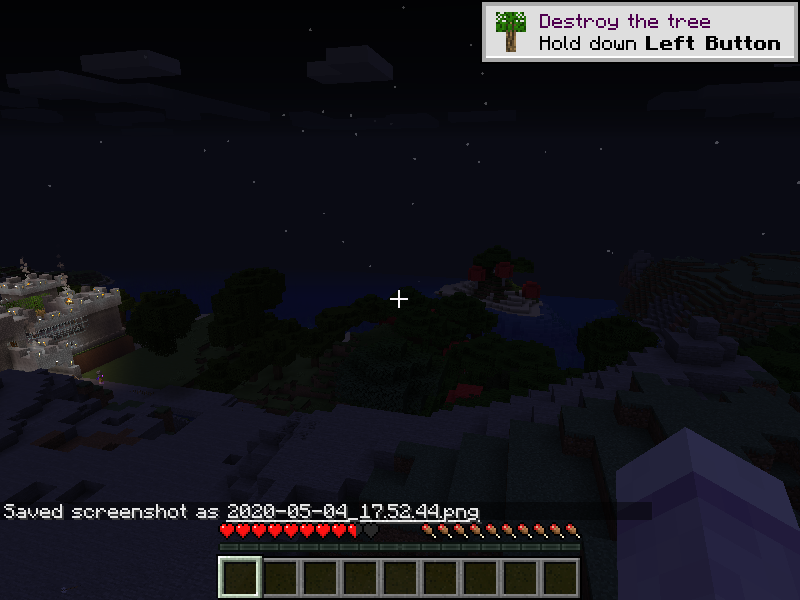 Destroy the tree
Hold down Left Button
Saved screenshot as 2020-05-04_17.52.44.png